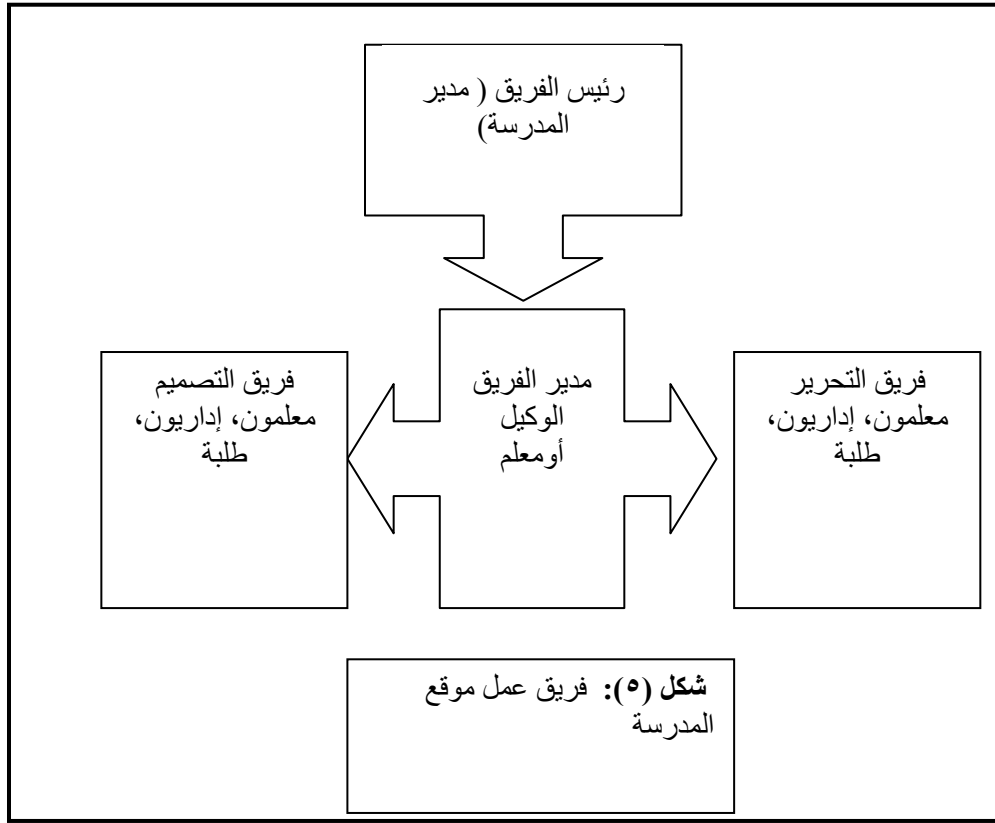 رئيس الفريق ( مدير
المدرسة)
فريق التحرير
معلمون، إداريون،
طلبة
مدير الفريق
الوكيل
أومعلم
فريق التصميم
معلمون، إداريون،
طلبة
شكل (٥): فريق عمل موقع
المدرسة